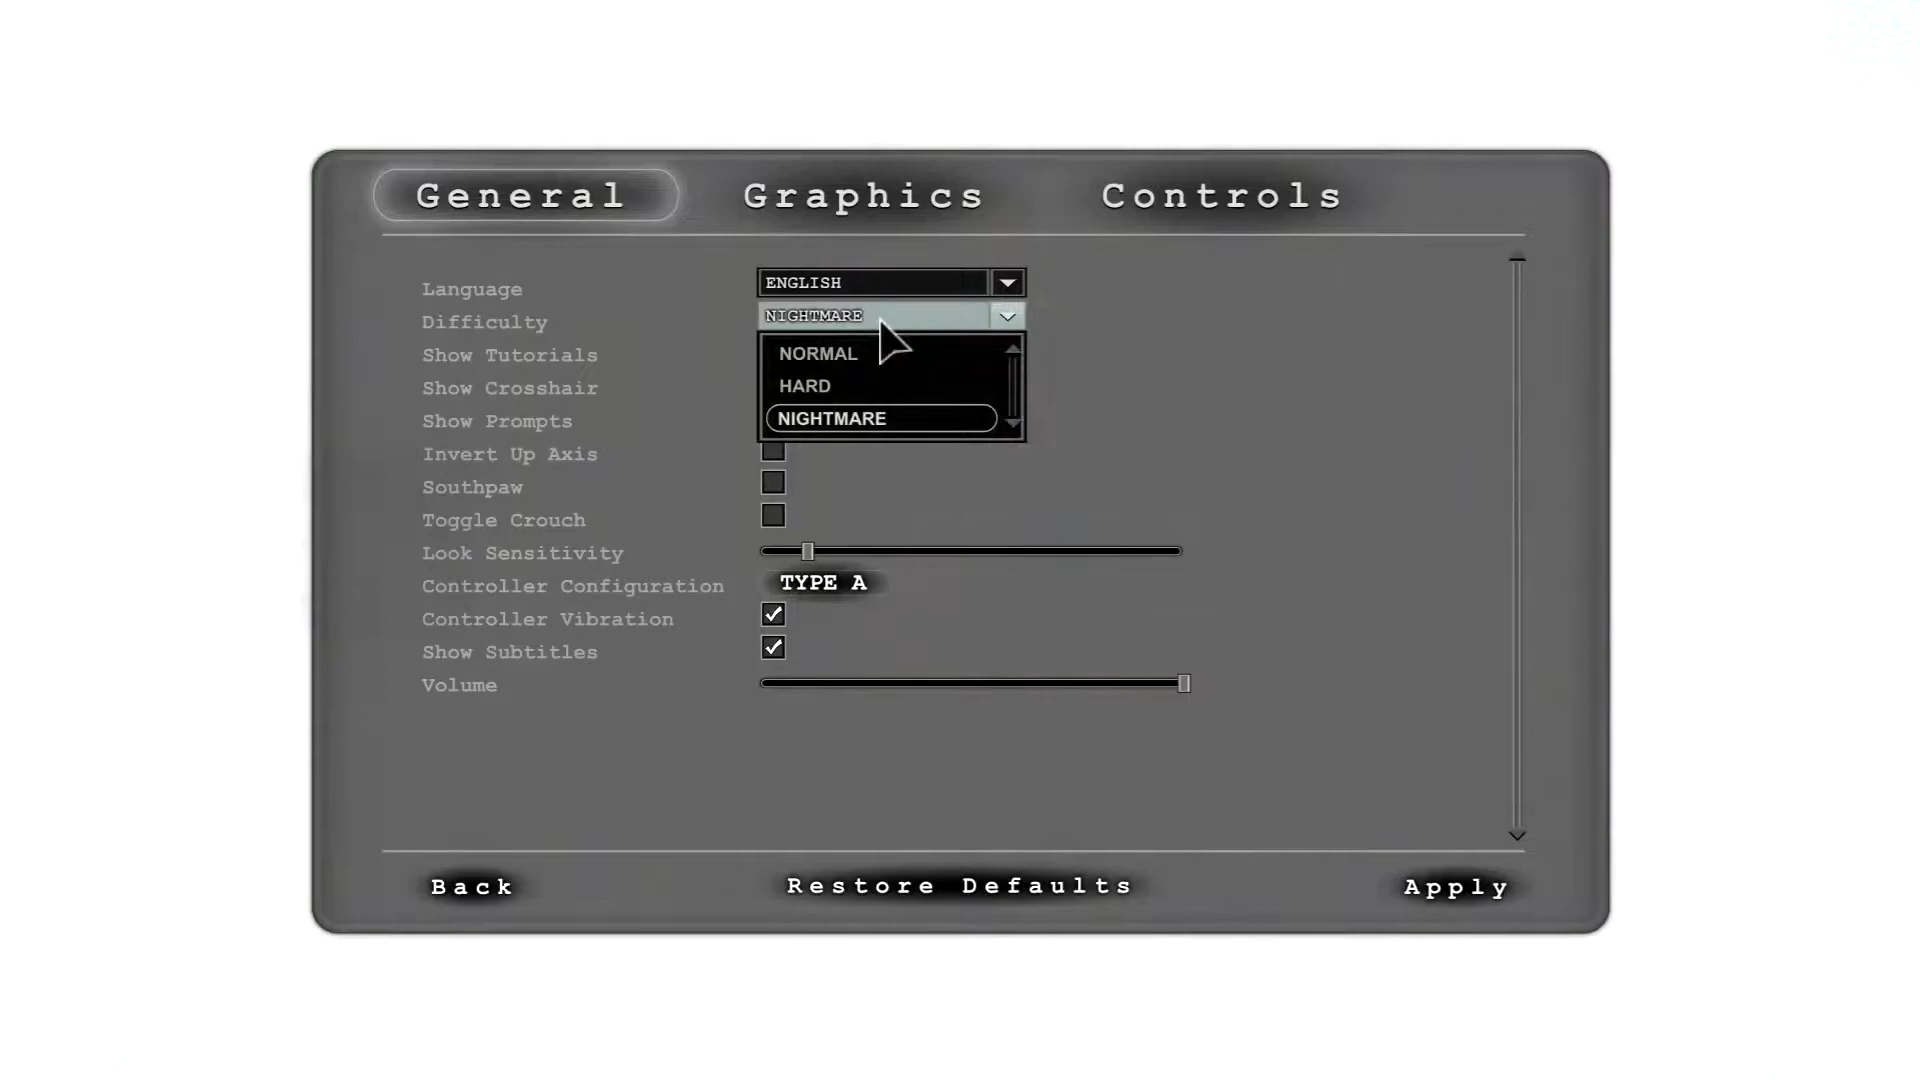 General Graphics Controls
Language ENGLISH
Difficulty NIGHTMARE
Show Tutorials NORMAL
Show Crosshair HARD
Show Prompts NIGHTMARE
Invert Up Axis
Southpaw
Toggle Crouch
Look Sensitivity
Controller Configuration TYPE A
Controller Vibration
Show Subtitles
Volume
Back Restore Defaults Apply